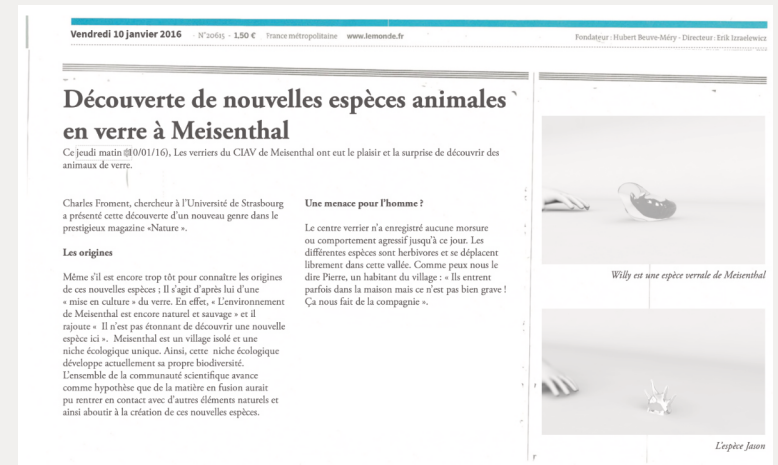 Vendredi 10 janvier 2016 N°20615 - 1,50 € France métropolitaine www.lemonde.fr Fondateur : Hubert Beuve-Méry - Directeur : Erik Izraelewicz
Découverte de nouvelles espèces animales
en verre à Meisenthal
Ce jeudi matin (10/01/16), Les verriers du CIAV de Meisenthal ont eut le plaisir et la surprise de découvrir des
animaux de verre.
Charles Froment, chercheur à l'Université de Strasbourg
a présenté cette découverte d'un nouveau genre dans le
prestigieux magazine «Nature ».
Les origines
Même s'il est encore trop tôt pour connaître les origines
de ces nouvelles espèces ; Il s'agit d'après lui d'une
« mise en culture » du verre. En effet, « L'environnement
de Meisenthal est encore naturel et sauvage » et il
rajoute « Il n'est pas étonnant de découvrir une nouvelle
espèce ici ». Meisenthal est un village isolé et une
niche écologique unique. Ainsi, cette niche écologique
développe actuellement sa propre biodiversité.
L'ensemble de la communauté scientifique avance
comme hypothèse que de la matière en fusion aurait
pu rentrer en contact avec d'autres éléments naturels et
ainsi aboutir à la création de ces nouvelles espèces.
Une menace pour l'homme ?
Le centre verrier n'a enregistré aucune morsure
ou comportement agressif jusqu'à ce jour. Les
différentes espèces sont herbivores et se déplacent
librement dans cette vallée. Comme peux nous le
dire Pierre, un habitant du village : « Ils entrent
parfois dans la maison mais ce n'est pas bien grave !
Ça nous fait de la compagnie ».
Willy est une espèce verrale de Meisenthal
L'espèce Jason